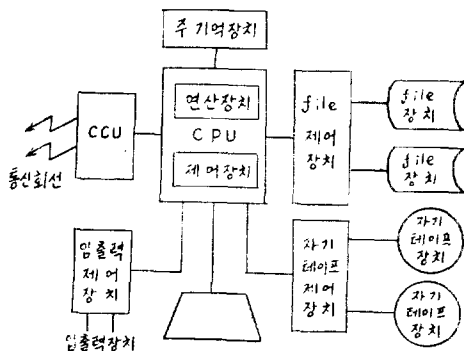 주 기억장치
연산장치
CPU
제어장치
CCU
통신회선
file
제어
장치
file
장치
file
장치
입출력
제어
장치
입출력장치
자기
테이프
제어
장치
자기
테이프
장치
자기
테이프
장치